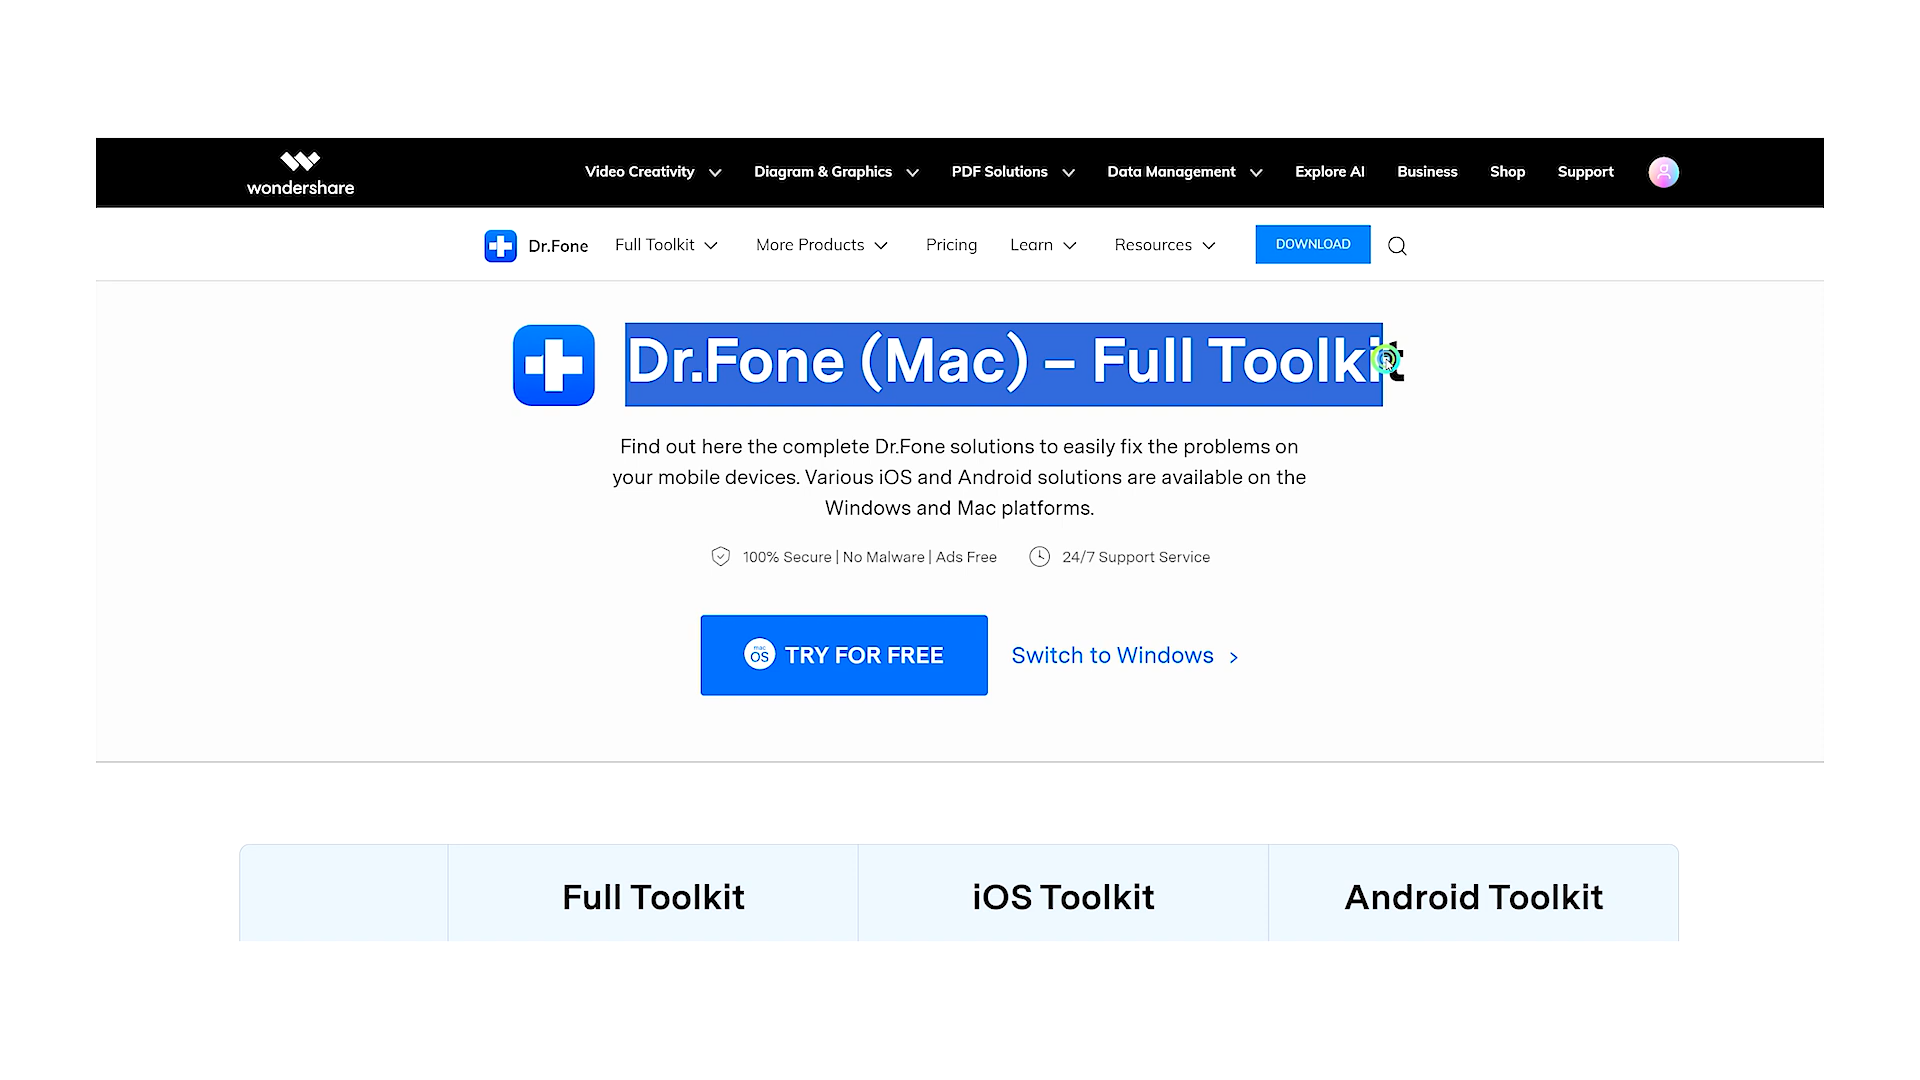 wondershare
Video Creativity Diagram & Graphics PDF Solutions Data Management Explore AI Business Shop Support
Dr.Fone Full Toolkit More Products Pricing Learn Resources DOWNLOAD
Dr.Fone (Mac) – Full Toolkit
Find out here the complete Dr.Fone solutions to easily fix the problems on
your mobile devices. Various iOS and Android solutions are available on the
Windows and Mac platforms.
100% Secure | No Malware | Ads Free 24/7 Support Service
mac
OS TRY FOR FREE Switch to Windows >
Full Toolkit iOS Toolkit Android Toolkit